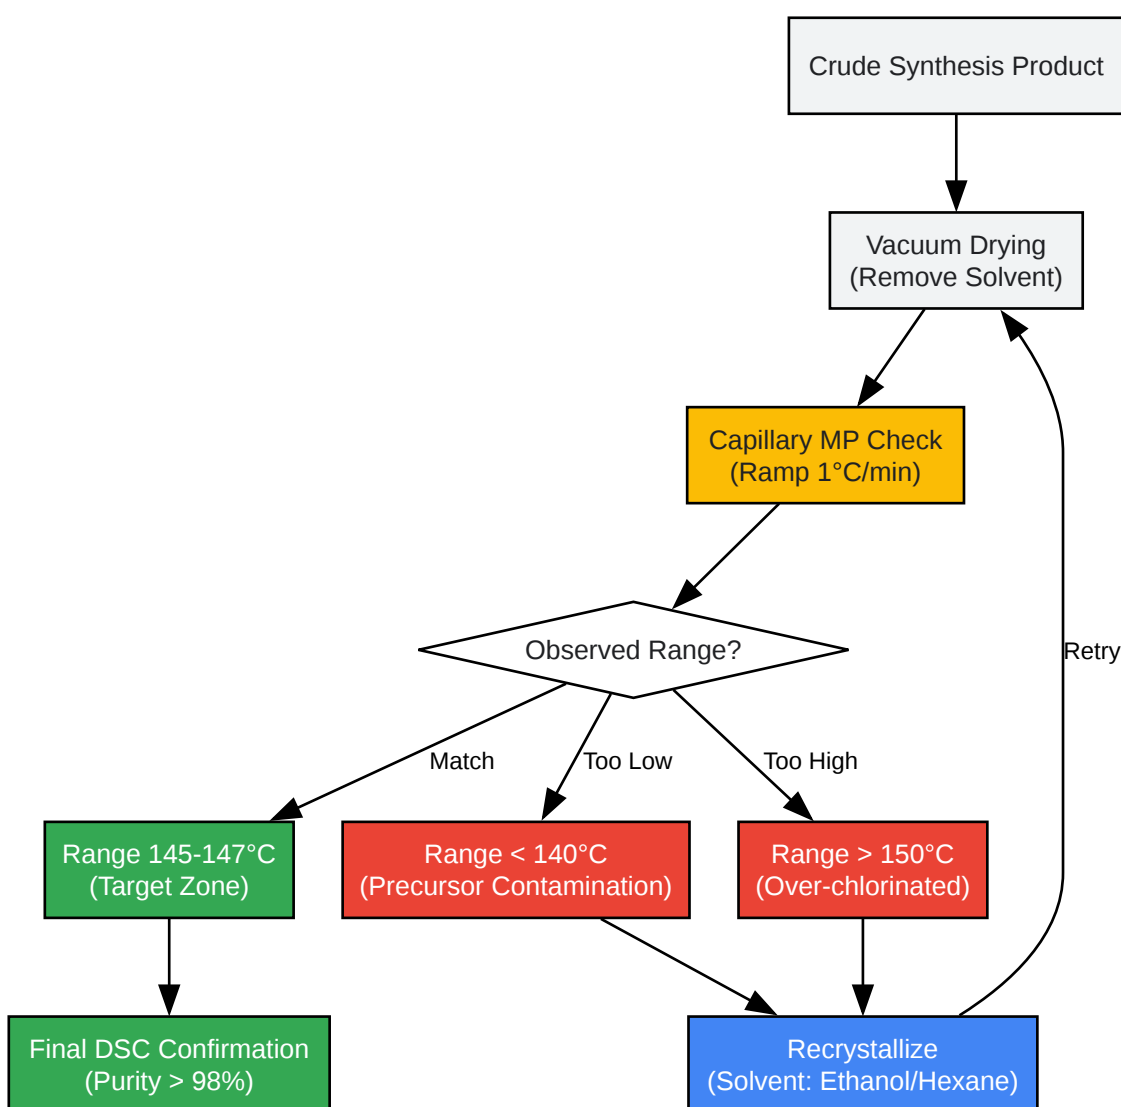 Crude Synthesis Product
Vacuum Drying
(Remove Solvent)
Capillary MP Check
(Ramp 1°C/min)
Observed Range?
Retry
Match
Too Low
Too High
Range 145-147°C
(Target Zone)
Range < 140°C
(Precursor Contamination)
Range > 150°C
(Over-chlorinated)
Final DSC Confirmation
(Purity > 98%)
Recrystallize
(Solvent: Ethanol/Hexane)